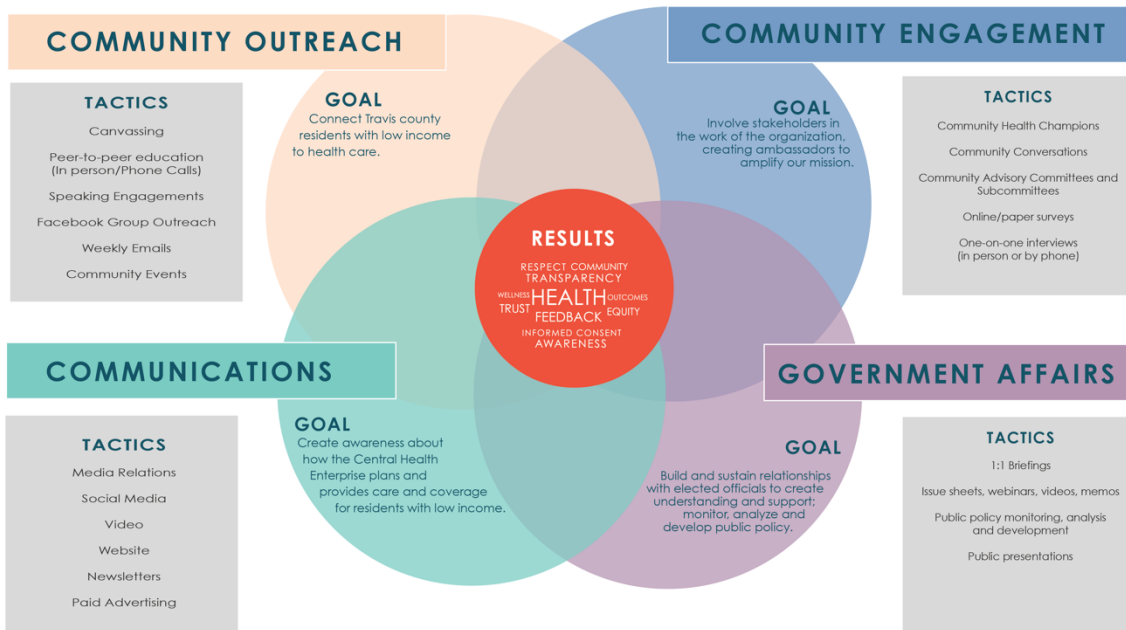 COMMUNITY OUTREACH
TACTICS
Canvassing
Peer-to-peer education
(In person/Phone Calls)
Speaking Engagements
Facebook Group Outreach
Weekly Emails
Community Events
GOAL
Connect Travis county
residents with low income
to health care.
COMMUNITY ENGAGEMENT
GOAL
Involve stakeholders in
the work of the organization,
creating ambassadors to
amplify our mission.
TACTICS
Community Health Champions
Community Conversations
Community Advisory Committees and
Subcommittees
Online/paper surveys
One-on-one interviews
(in person or by phone)
RESULTS
RESPECT COMMUNITY
TRANSPARENCY
WELLNESS HEALTH OUTCOMES
TRUST FEEDBACK EQUITY
INFORMED CONSENT
AWARENESS
COMMUNICATIONS
TACTICS
Media Relations
Social Media
Video
Website
Newsletters
Paid Advertising
GOAL
Create awareness about
how the Central Health
Enterprise plans and
provides care and coverage
for residents with low income.
GOVERNMENT AFFAIRS
GOAL
Build and sustain relationships
with elected officials to create
understanding and support;
monitor, analyze and
develop public policy.
TACTICS
1:1 Briefings
Issue sheets, webinars, videos, memos
Public policy monitoring, analysis
and development
Public presentations